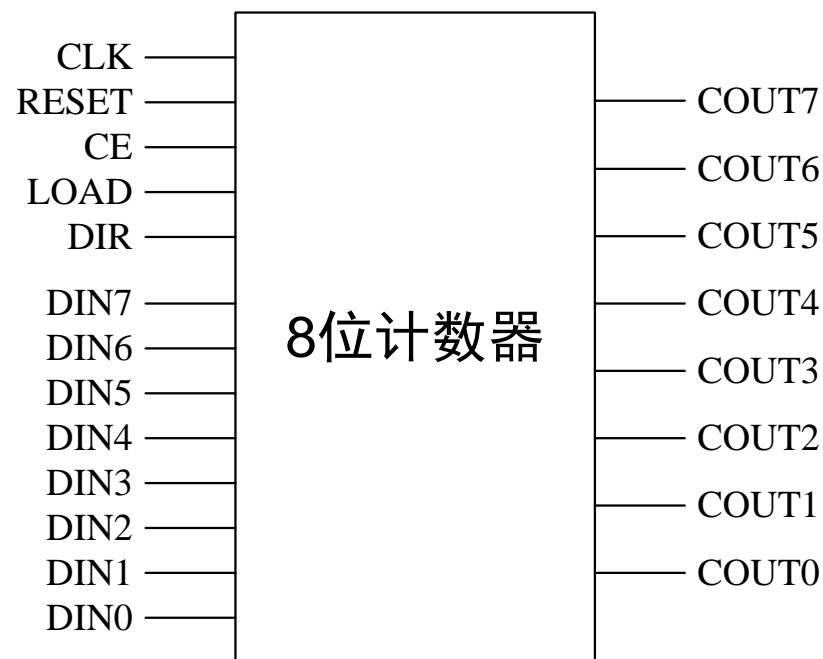 CLK
RESET
CE
LOAD
DIR
DIN7
DIN6
DIN5
DIN4
DIN3
DIN2
DIN1
DIN0
8位计数器
COUT7
COUT6
COUT5
COUT4
COUT3
COUT2
COUT1
COUT0